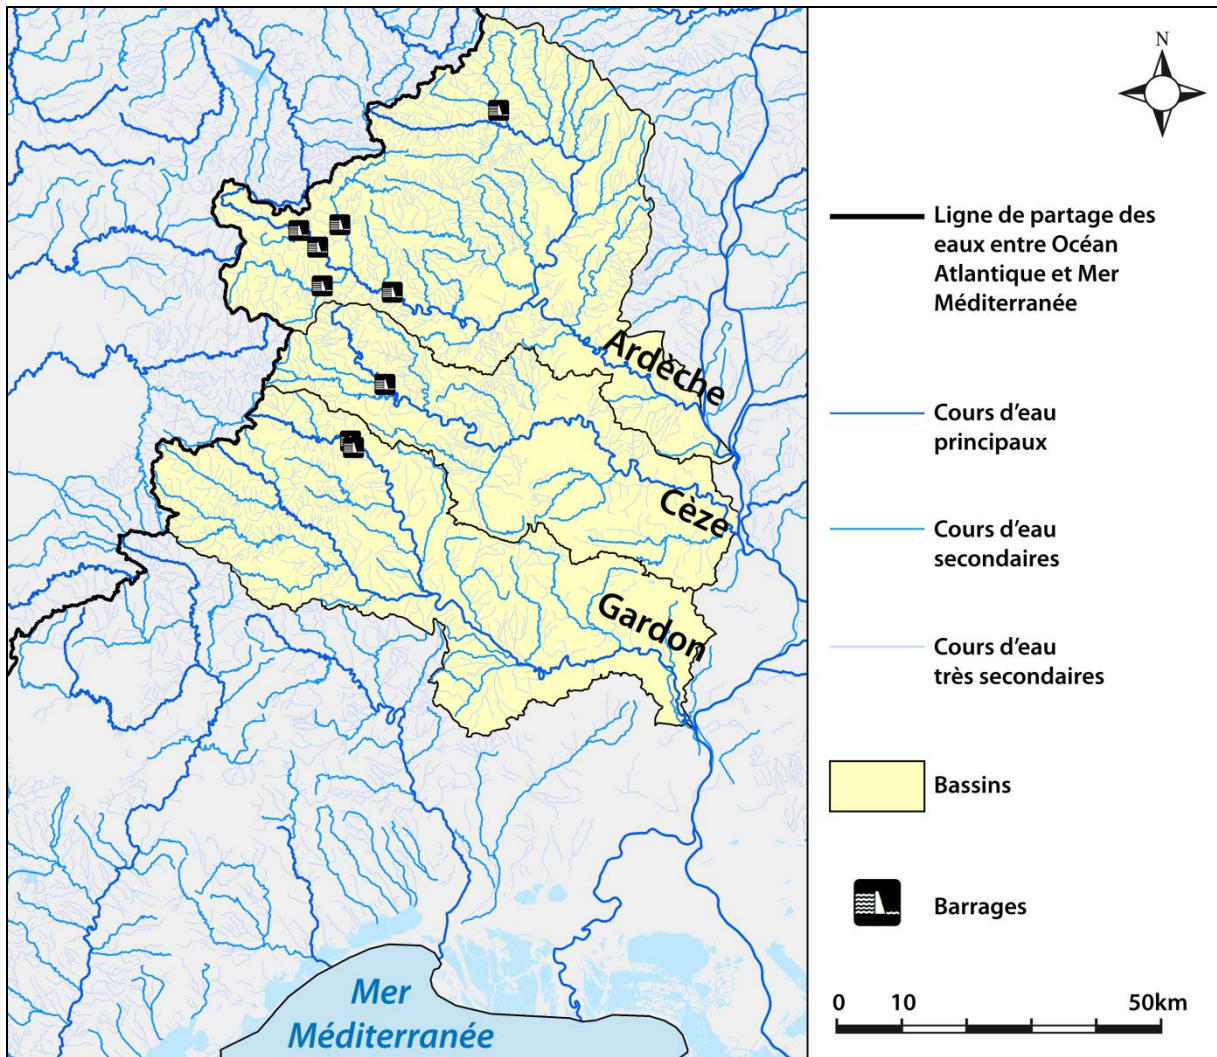 Ardèche
Cèze
Gardon
Mer
Méditerranée
N
Ligne de partage des
eaux entre Océan
Atlantique et Mer
Méditerranée
Cours d'eau
principaux
Cours d'eau
secondaires
Cours d'eau
très secondaires
Bassins
Barrages
0 10 50km